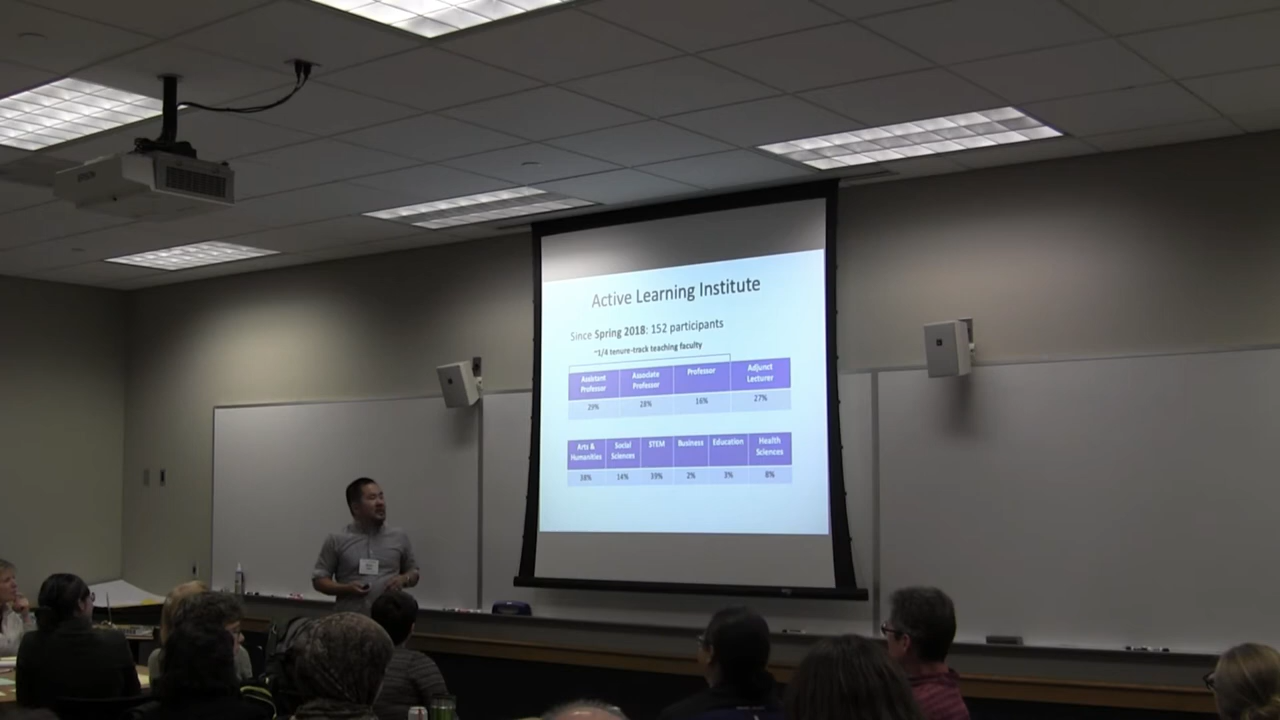 Active Learning Institute
Since Spring 2018: 152 participants
~1/4 tenure-track teaching faculty
Assistant Professor Associate Professor Professor Adjunct Lecturer
29% 28% 16% 27%
Arts & Humanities Social Sciences STEM Business Education Health Sciences
38% 14% 39% 2% 3% 8%